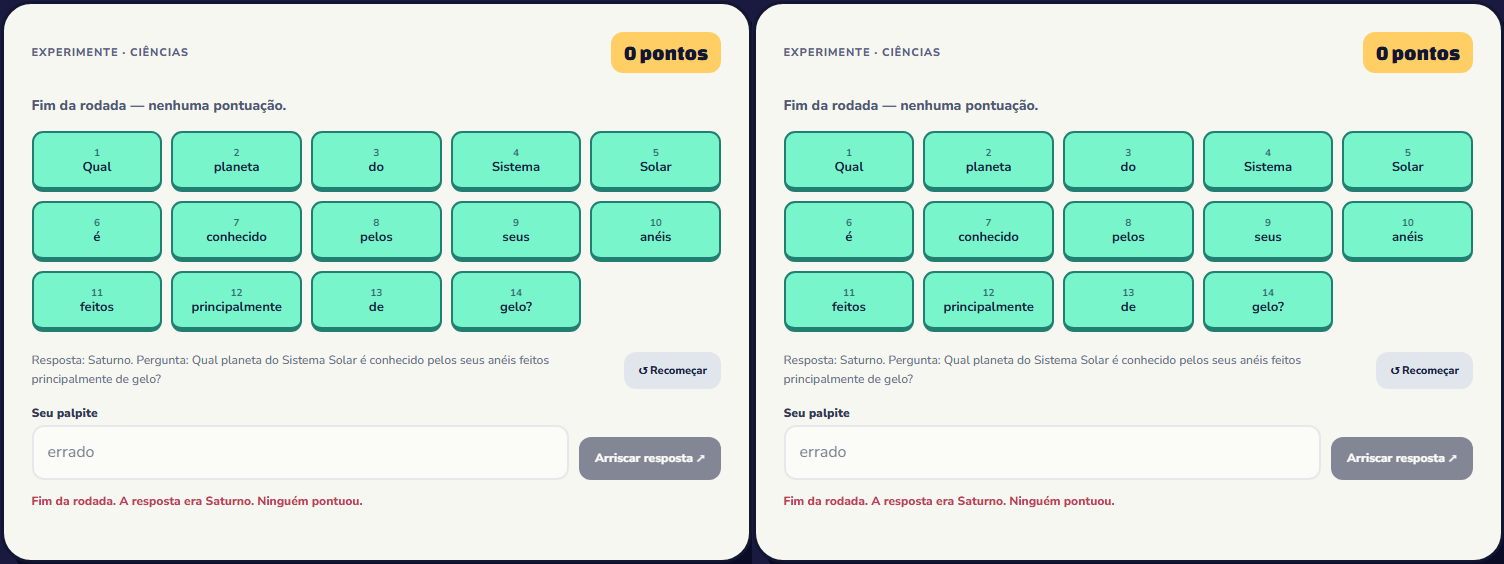 EXPERIMENTE · CIÊNCIAS
0 pontos
Fim da rodada — nenhuma pontuação.
1 2 3 4 5
Qual planeta do Sistema Solar
6 7 8 9 10
é conhecido pelos seus anéis
11 12 13 14
feitos principalmente de gelo?
Resposta: Saturno. Pergunta: Qual planeta do Sistema Solar é conhecido pelos seus anéis feitos
principalmente de gelo?
↺ Recomeçar
Seu palpite
errado
Arriscar resposta ↗
Fim da rodada. A resposta era Saturno. Ninguém pontuou.
EXPERIMENTE · CIÊNCIAS
0 pontos
Fim da rodada — nenhuma pontuação.
1 2 3 4 5
Qual planeta do Sistema Solar
6 7 8 9 10
é conhecido pelos seus anéis
11 12 13 14
feitos principalmente de gelo?
Resposta: Saturno. Pergunta: Qual planeta do Sistema Solar é conhecido pelos seus anéis feitos
principalmente de gelo?
↺ Recomeçar
Seu palpite
errado
Arriscar resposta ↗
Fim da rodada. A resposta era Saturno. Ninguém pontuou.